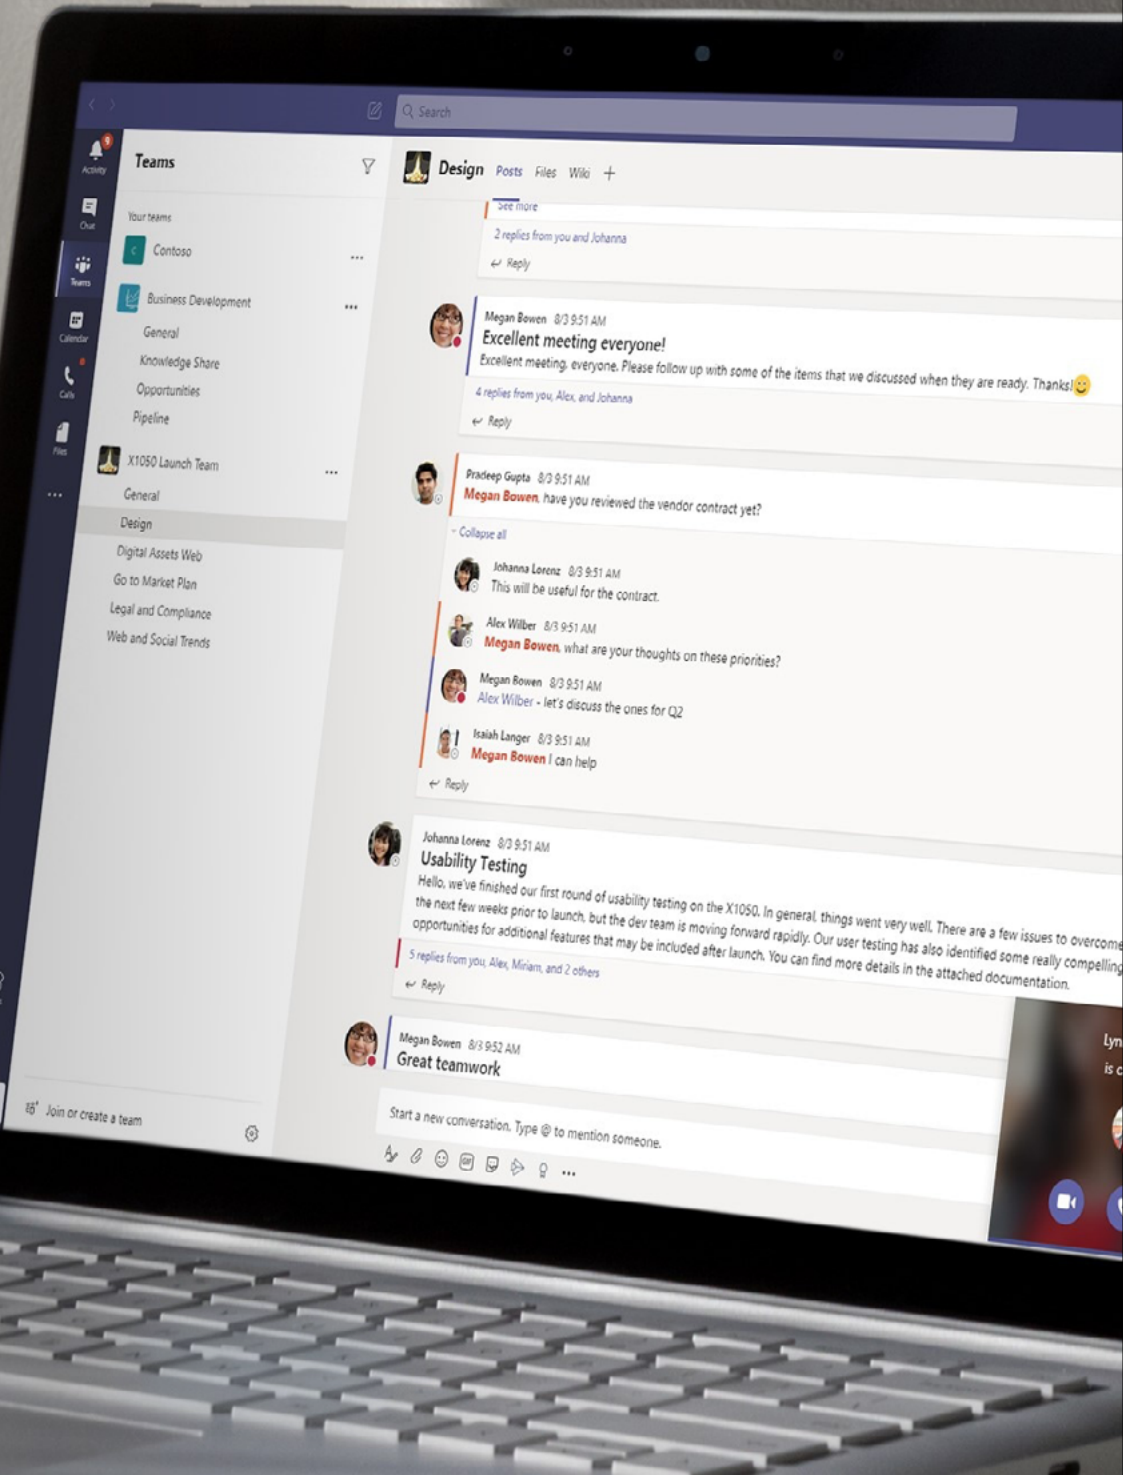 Search
9
Activity
Chat
Teams
Calendar
Calls
Files
Teams
Your teams
C
Contoso
Business Development
General
Knowledge Share
Opportunities
Pipeline
X1050 Launch Team
General
Design
Digital Assets Web
Go to Market Plan
Legal and Compliance
Web and Social Trends
Join or create a team
Design Posts Files Wiki +
See more
2 replies from you and Johanna
Reply
Megan Bowen 8/3 9:51 AM
Excellent meeting everyone!
Excellent meeting, everyone. Please follow up with some of the items that we discussed when they are ready. Thanks!
4 replies from you, Alex, and Johanna
Reply
Pradeep Gupta 8/3 9:51 AM
Megan Bowen, have you reviewed the vendor contract yet?
Collapse all
Johanna Lorenz 8/3 9:51 AM
This will be useful for the contract.
Alex Wilber 8/3 9:51 AM
Megan Bowen, what are your thoughts on these priorities?
Megan Bowen 8/3 9:51 AM
Alex Wilber - let's discuss the ones for Q2
Isaiah Langer 8/3 9:51 AM
Megan Bowen I can help
Reply
Johanna Lorenz 8/3 9:51 AM
Usability Testing
Hello, we've finished our first round of usability testing on the X1050. In general, things went very well. There are a few issues to overcome
the next few weeks prior to launch, but the dev team is moving forward rapidly. Our user testing has also identified some really compelling
opportunities for additional features that may be included after launch. You can find more details in the attached documentation.
5 replies from you, Alex, Miriam, and 2 others
Reply
Megan Bowen 8/3 9:52 AM
Great teamwork
Start a new conversation. Type @ to mention someone.
GIF
Lyn
is c